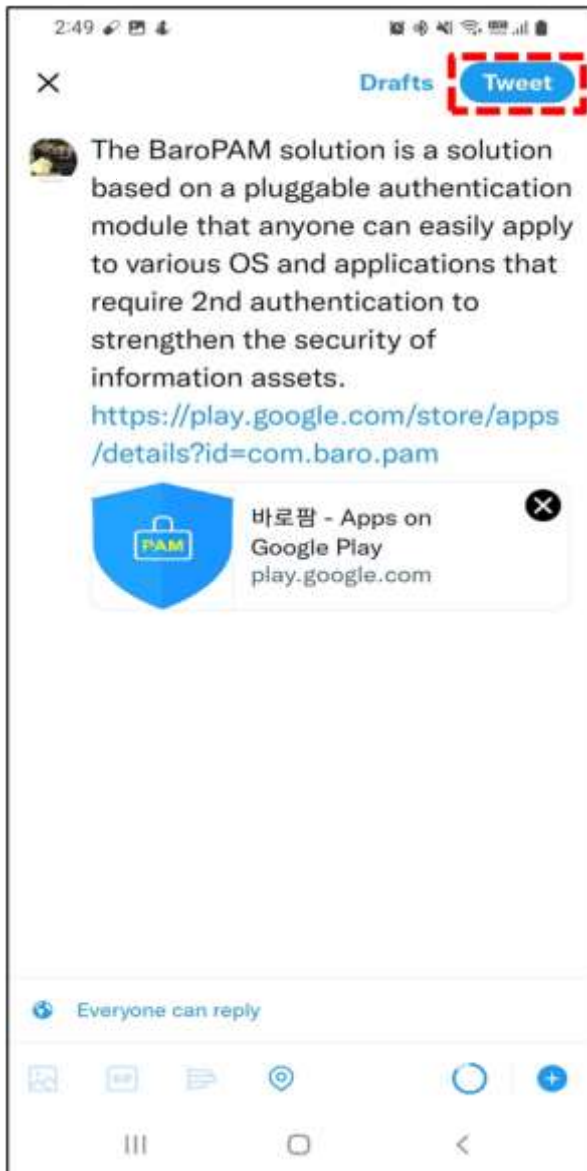 2:49
Drafts
Tweet
The BaroPAM solution is a solution
based on a pluggable authentication
module that anyone can easily apply
to various OS and applications that
require 2nd authentication to
strengthen the security of
information assets.
https://play.google.com/store/apps
/details?id=com.baro.pam
PAM
바로팜 - Apps on
Google Play
play.google.com
Everyone can reply
GIF